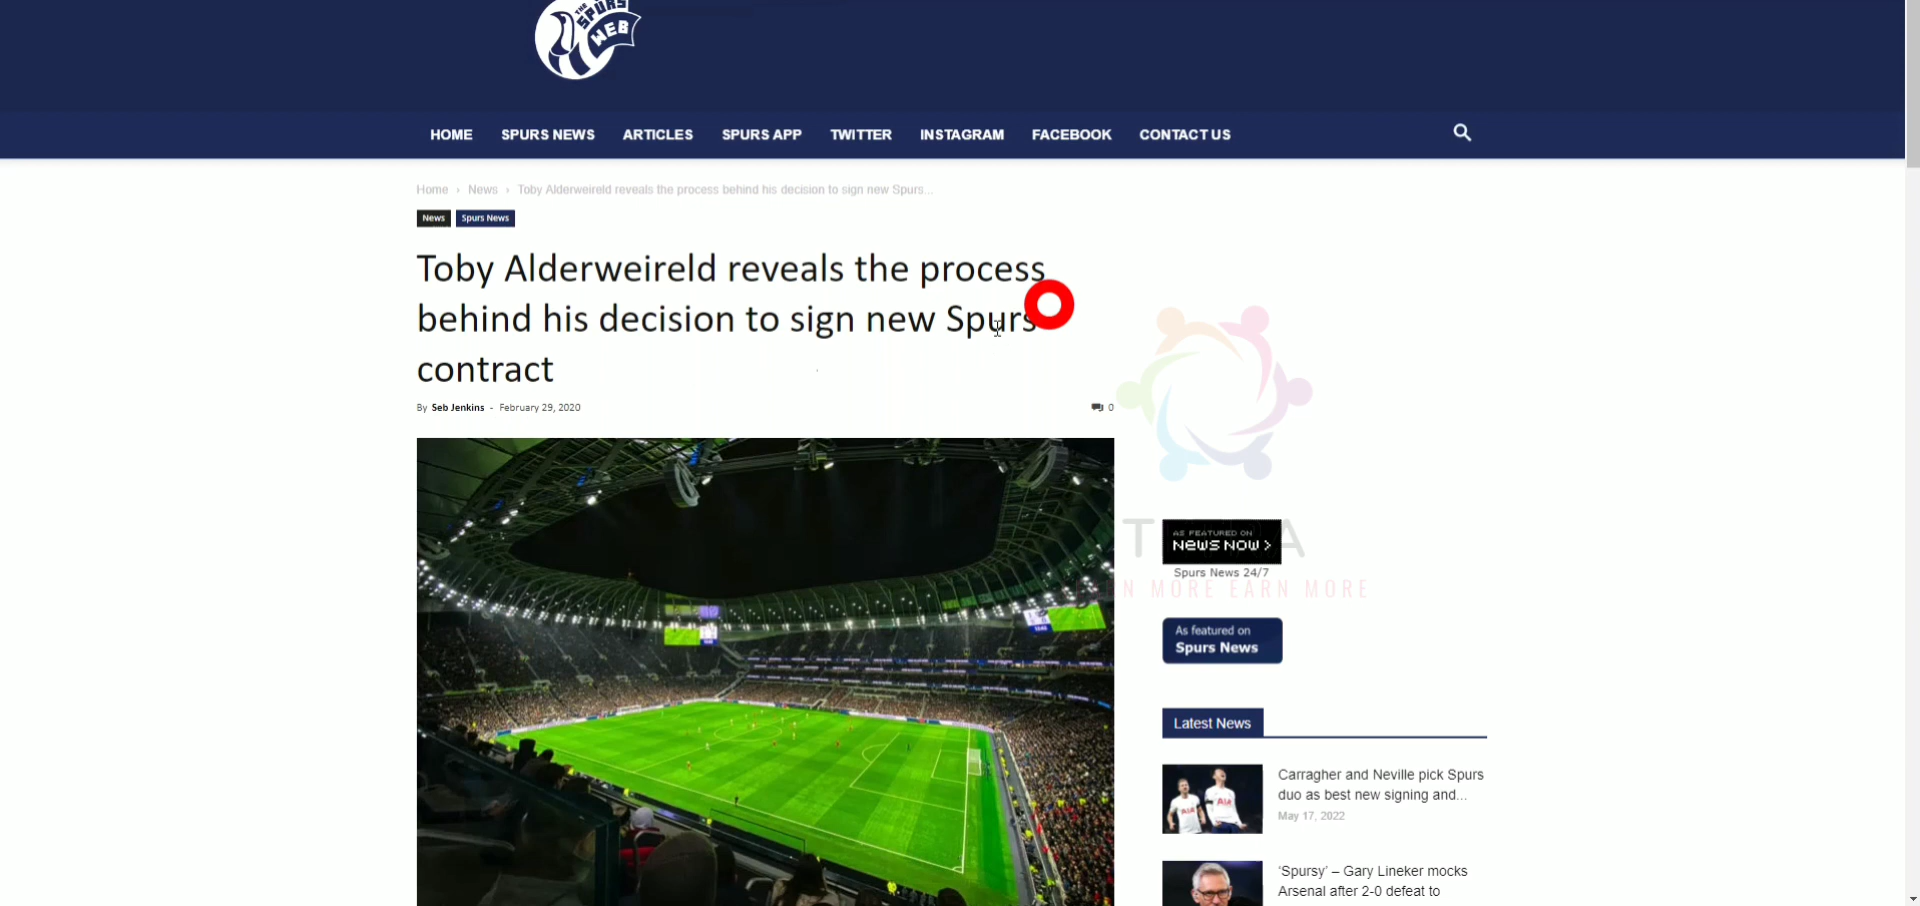 THE SPURS WEB
HOME SPURS NEWS ARTICLES SPURS APP TWITTER INSTAGRAM FACEBOOK CONTACT US
Home › News › Toby Alderweireld reveals the process behind his decision to sign new Spurs...
News Spurs News
Toby Alderweireld reveals the process
behind his decision to sign new Spurs
contract
By Seb Jenkins - February 29, 2020
0
AS FEATURED ON
NEWS NOW >
Spurs News 24/7
MORE EARN MORE
As featured on
Spurs News
Latest News
Carragher and Neville pick Spurs
duo as best new signing and...
May 17, 2022
‘Spursy’ – Gary Lineker mocks
Arsenal after 2-0 defeat to